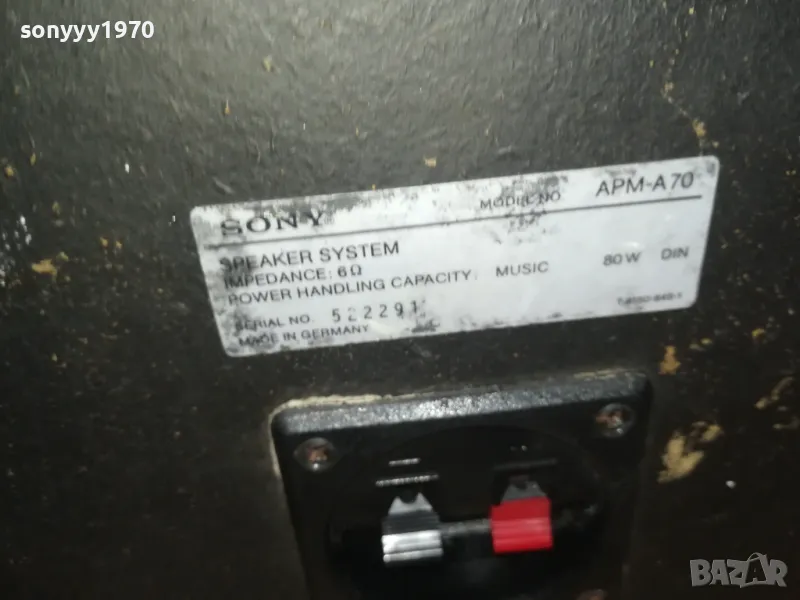 sonyyy1970
SONY MODEL NO. APM-A70
SPEAKER SYSTEM
IMPEDANCE: 6Ω
POWER HANDLING CAPACITY: MUSIC 80W DIN
SERIAL NO. 522291
MADE IN GERMANY
BAZAR